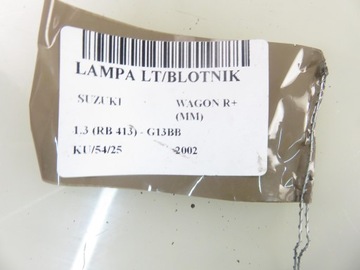 LAMPA LT/BLOTNIK
SUZUKI WAGON R+
(MM)
1.3 (RB 413) - G13BB
KU/54/25 2002